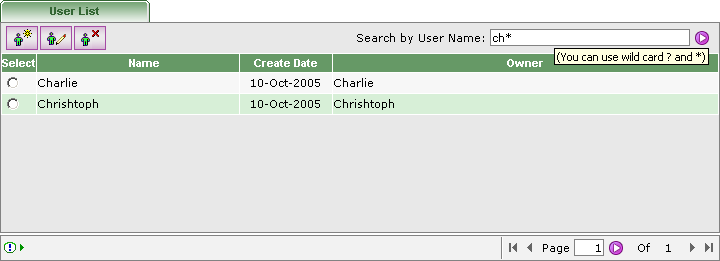 User List
Search by User Name: ch*
(You can use wild card ? and *)
Select Name Create Date Owner
Charlie 10-Oct-2005 Charlie
Chrishtoph 10-Oct-2005 Chrishtoph
Page 1 Of 1